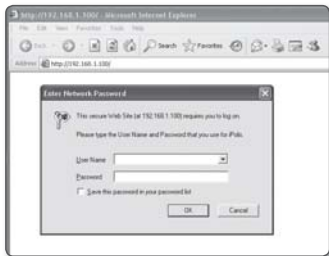 http://192.168.1.100/ - Microsoft Internet Explorer
File Edit View Favorites Tools Help
Back Search Favorites
Address http://192.168.1.100/
Enter Network Password
This secure Web Site (at 192.168.1.100) requires you to log on.
Please type the User Name and Password that you use for iPolis.
User Name
Password
Save this password in your password list
OK Cancel